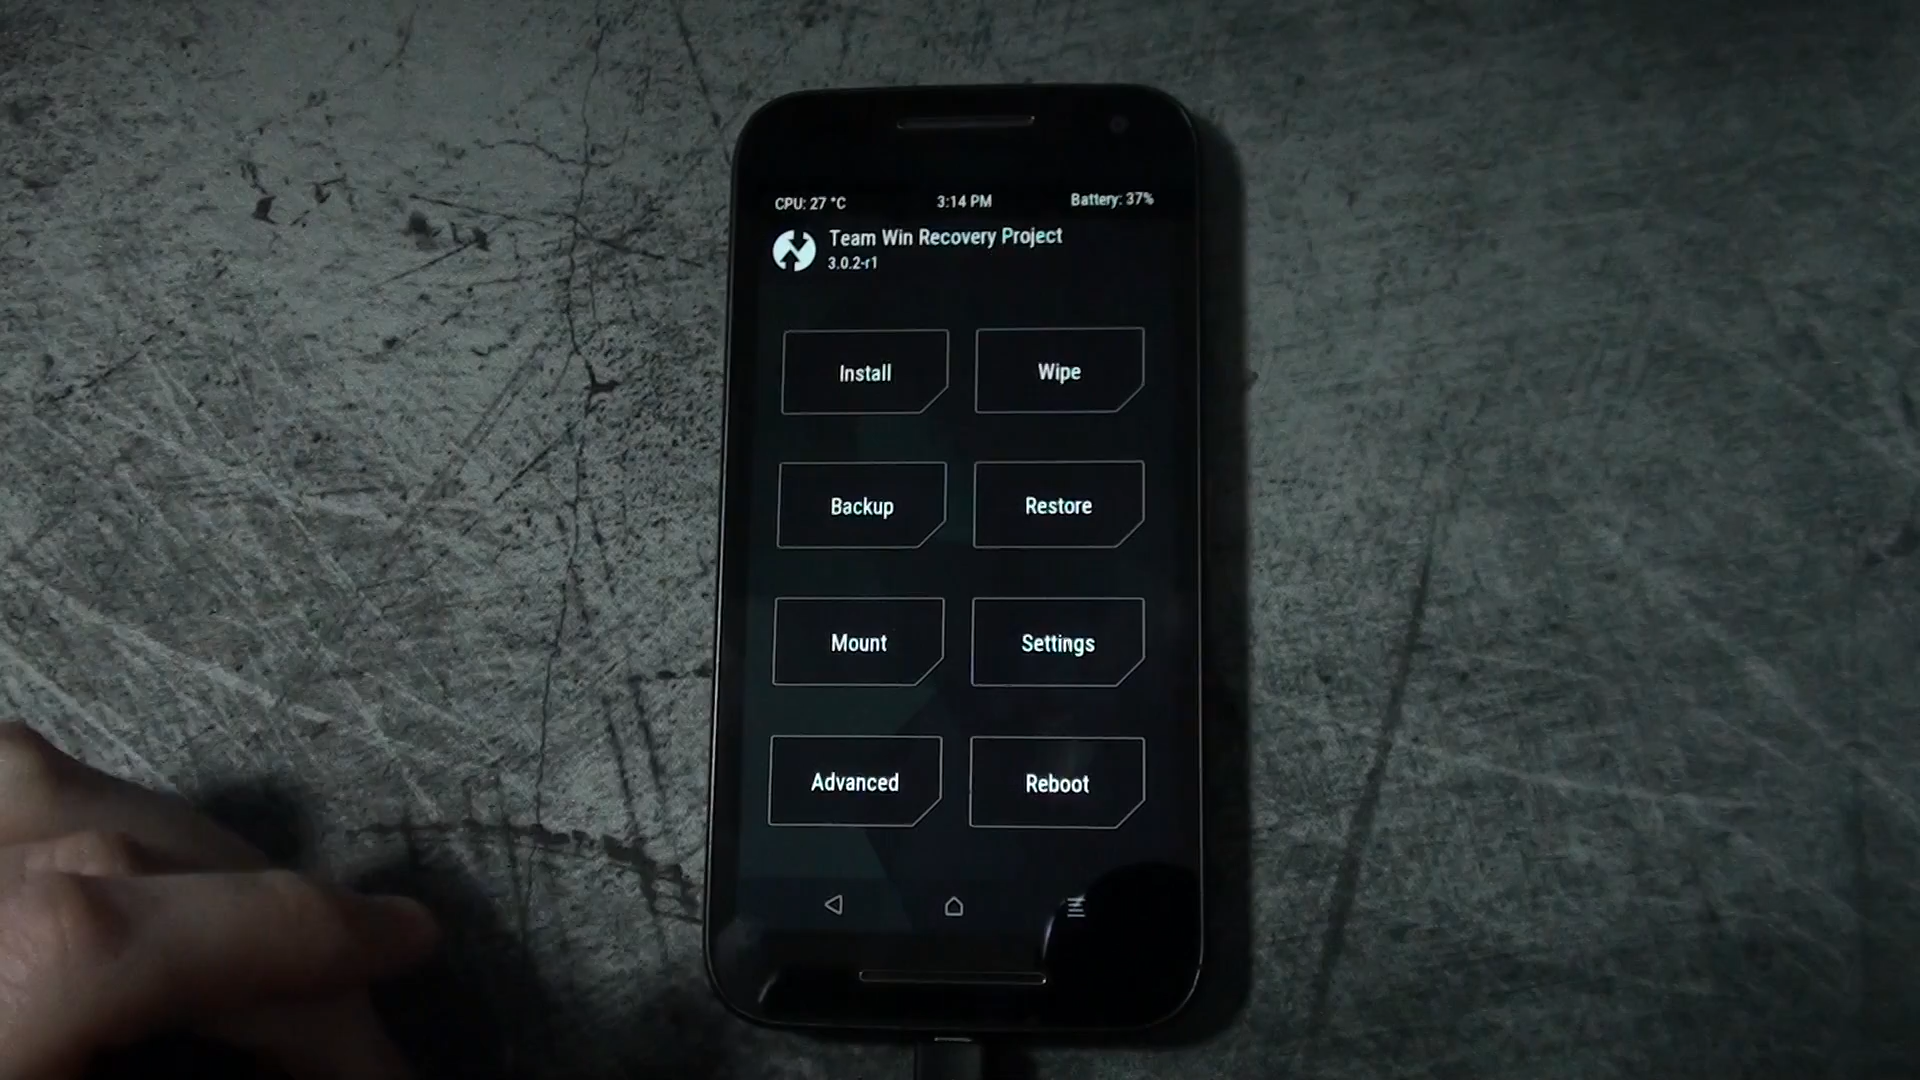 CPU: 27 °C 3:14 PM Battery: 37%
Team Win Recovery Project
3.0.2-r1
Install Wipe
Backup Restore
Mount Settings
Advanced Reboot